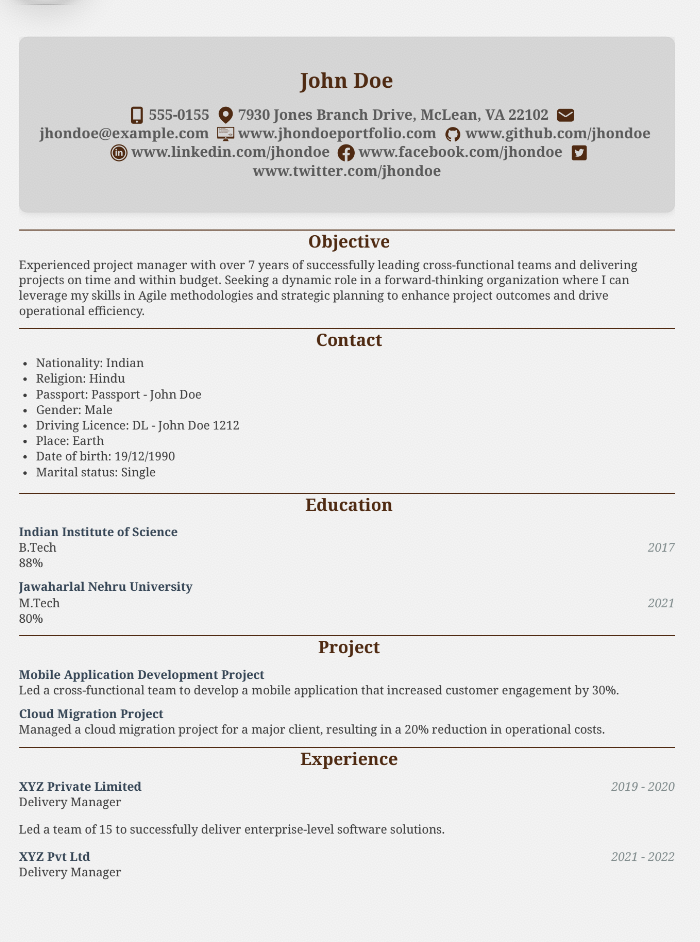 John Doe
555-0155 7930 Jones Branch Drive, McLean, VA 22102
jhondoe@example.com www.jhondoeportfolio.com www.github.com/jhondoe
www.linkedin.com/jhondoe www.facebook.com/jhondoe
www.twitter.com/jhondoe
Objective
Experienced project manager with over 7 years of successfully leading cross-functional teams and delivering
projects on time and within budget. Seeking a dynamic role in a forward-thinking organization where I can
leverage my skills in Agile methodologies and strategic planning to enhance project outcomes and drive
operational efficiency.
Contact
• Nationality: Indian
• Religion: Hindu
• Passport: Passport - John Doe
• Gender: Male
• Driving Licence: DL - John Doe 1212
• Place: Earth
• Date of birth: 19/12/1990
• Marital status: Single
Education
Indian Institute of Science
B.Tech 2017
88%
Jawaharlal Nehru University
M.Tech 2021
80%
Project
Mobile Application Development Project
Led a cross-functional team to develop a mobile application that increased customer engagement by 30%.
Cloud Migration Project
Managed a cloud migration project for a major client, resulting in a 20% reduction in operational costs.
Experience
XYZ Private Limited 2019 - 2020
Delivery Manager
Led a team of 15 to successfully deliver enterprise-level software solutions.
XYZ Pvt Ltd 2021 - 2022
Delivery Manager